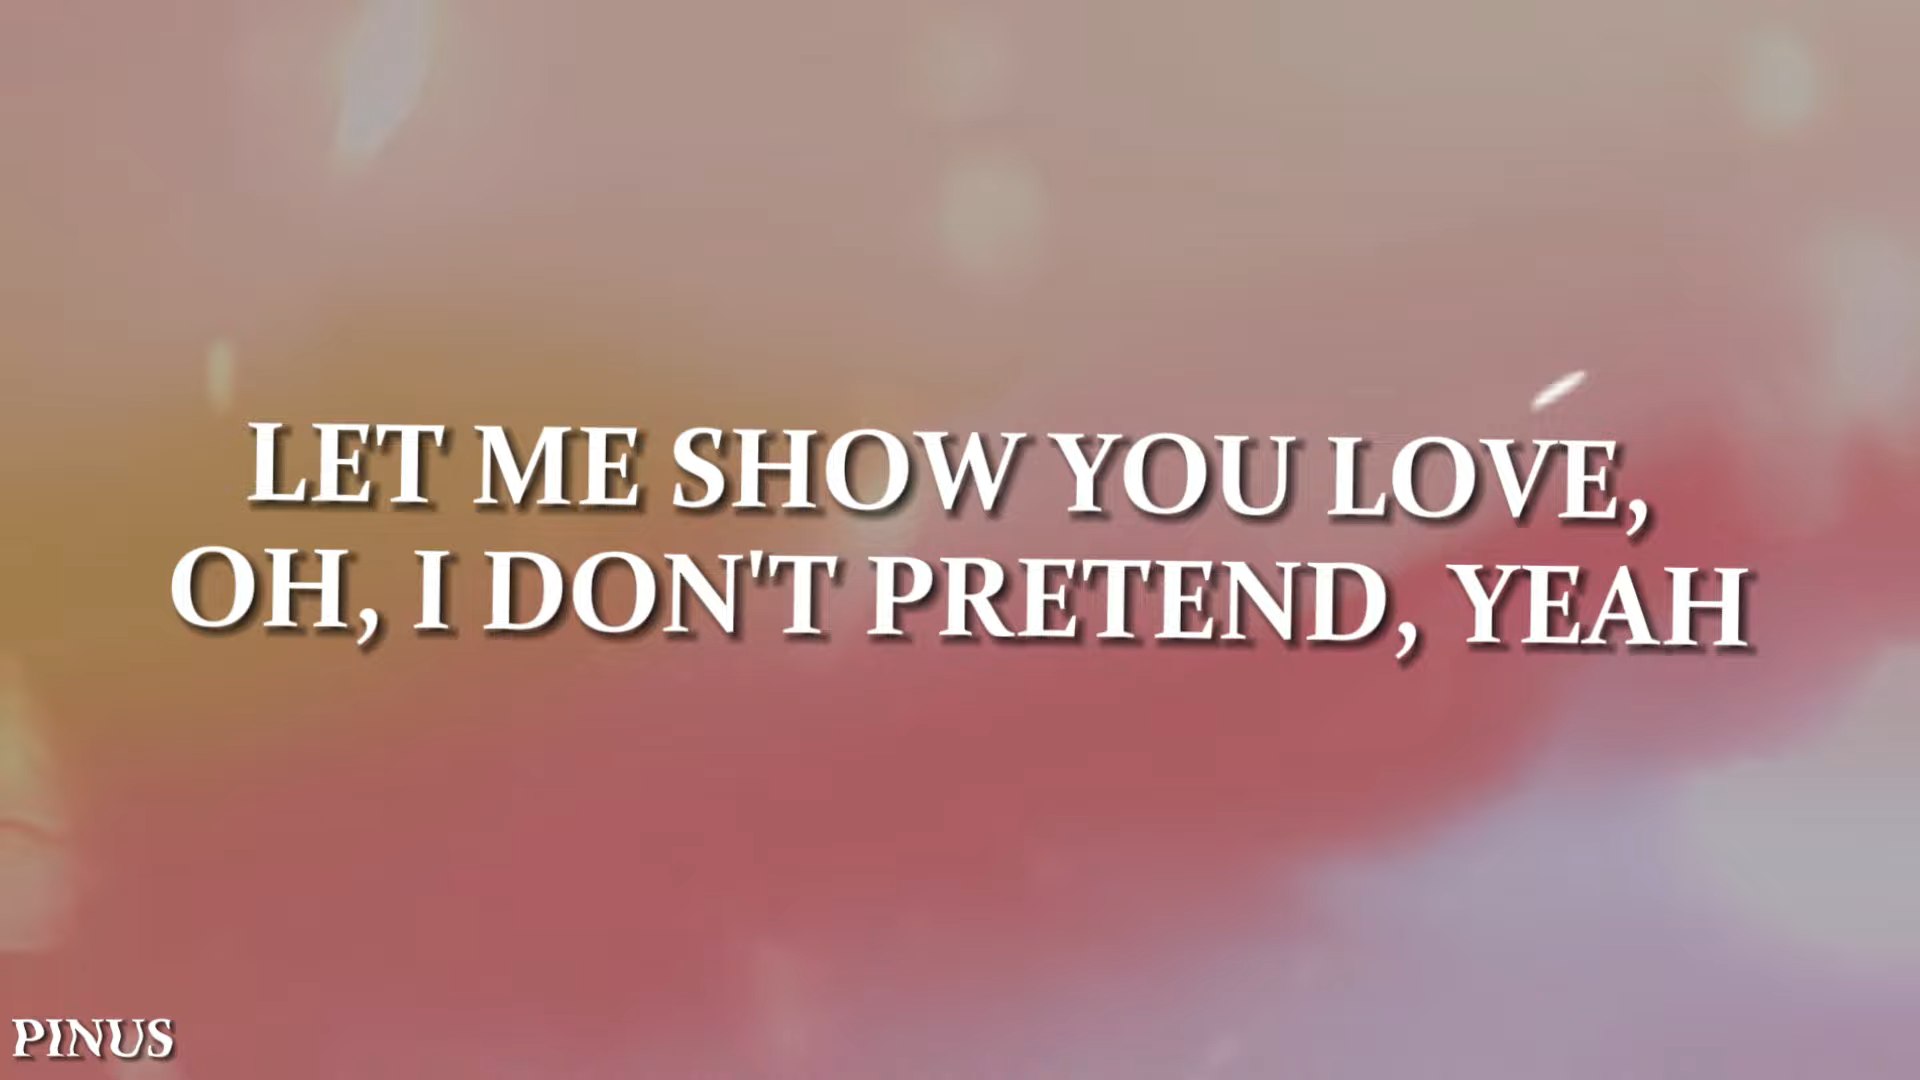 LET ME SHOW YOU LOVE,
OH, I DON'T PRETEND, YEAH
PINUS